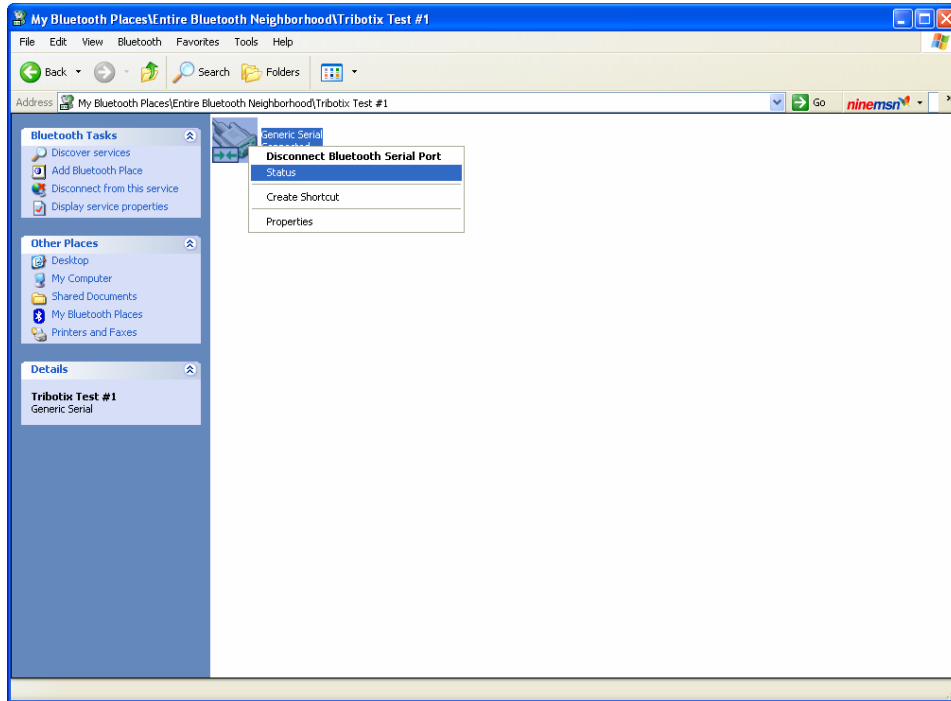 My Bluetooth Places\Entire Bluetooth Neighborhood\Tribotix Test #1
File Edit View Bluetooth Favorites Tools Help
Back Search Folders
Address My Bluetooth Places\Entire Bluetooth Neighborhood\Tribotix Test #1 Go ninemsn
Bluetooth Tasks
Discover services
Add Bluetooth Place
Disconnect from this service
Display service properties
Other Places
Desktop
My Computer
Shared Documents
My Bluetooth Places
Printers and Faxes
Details
Tribotix Test #1
Generic Serial
Generic Serial
Connected
Disconnect Bluetooth Serial Port
Status
Create Shortcut
Properties